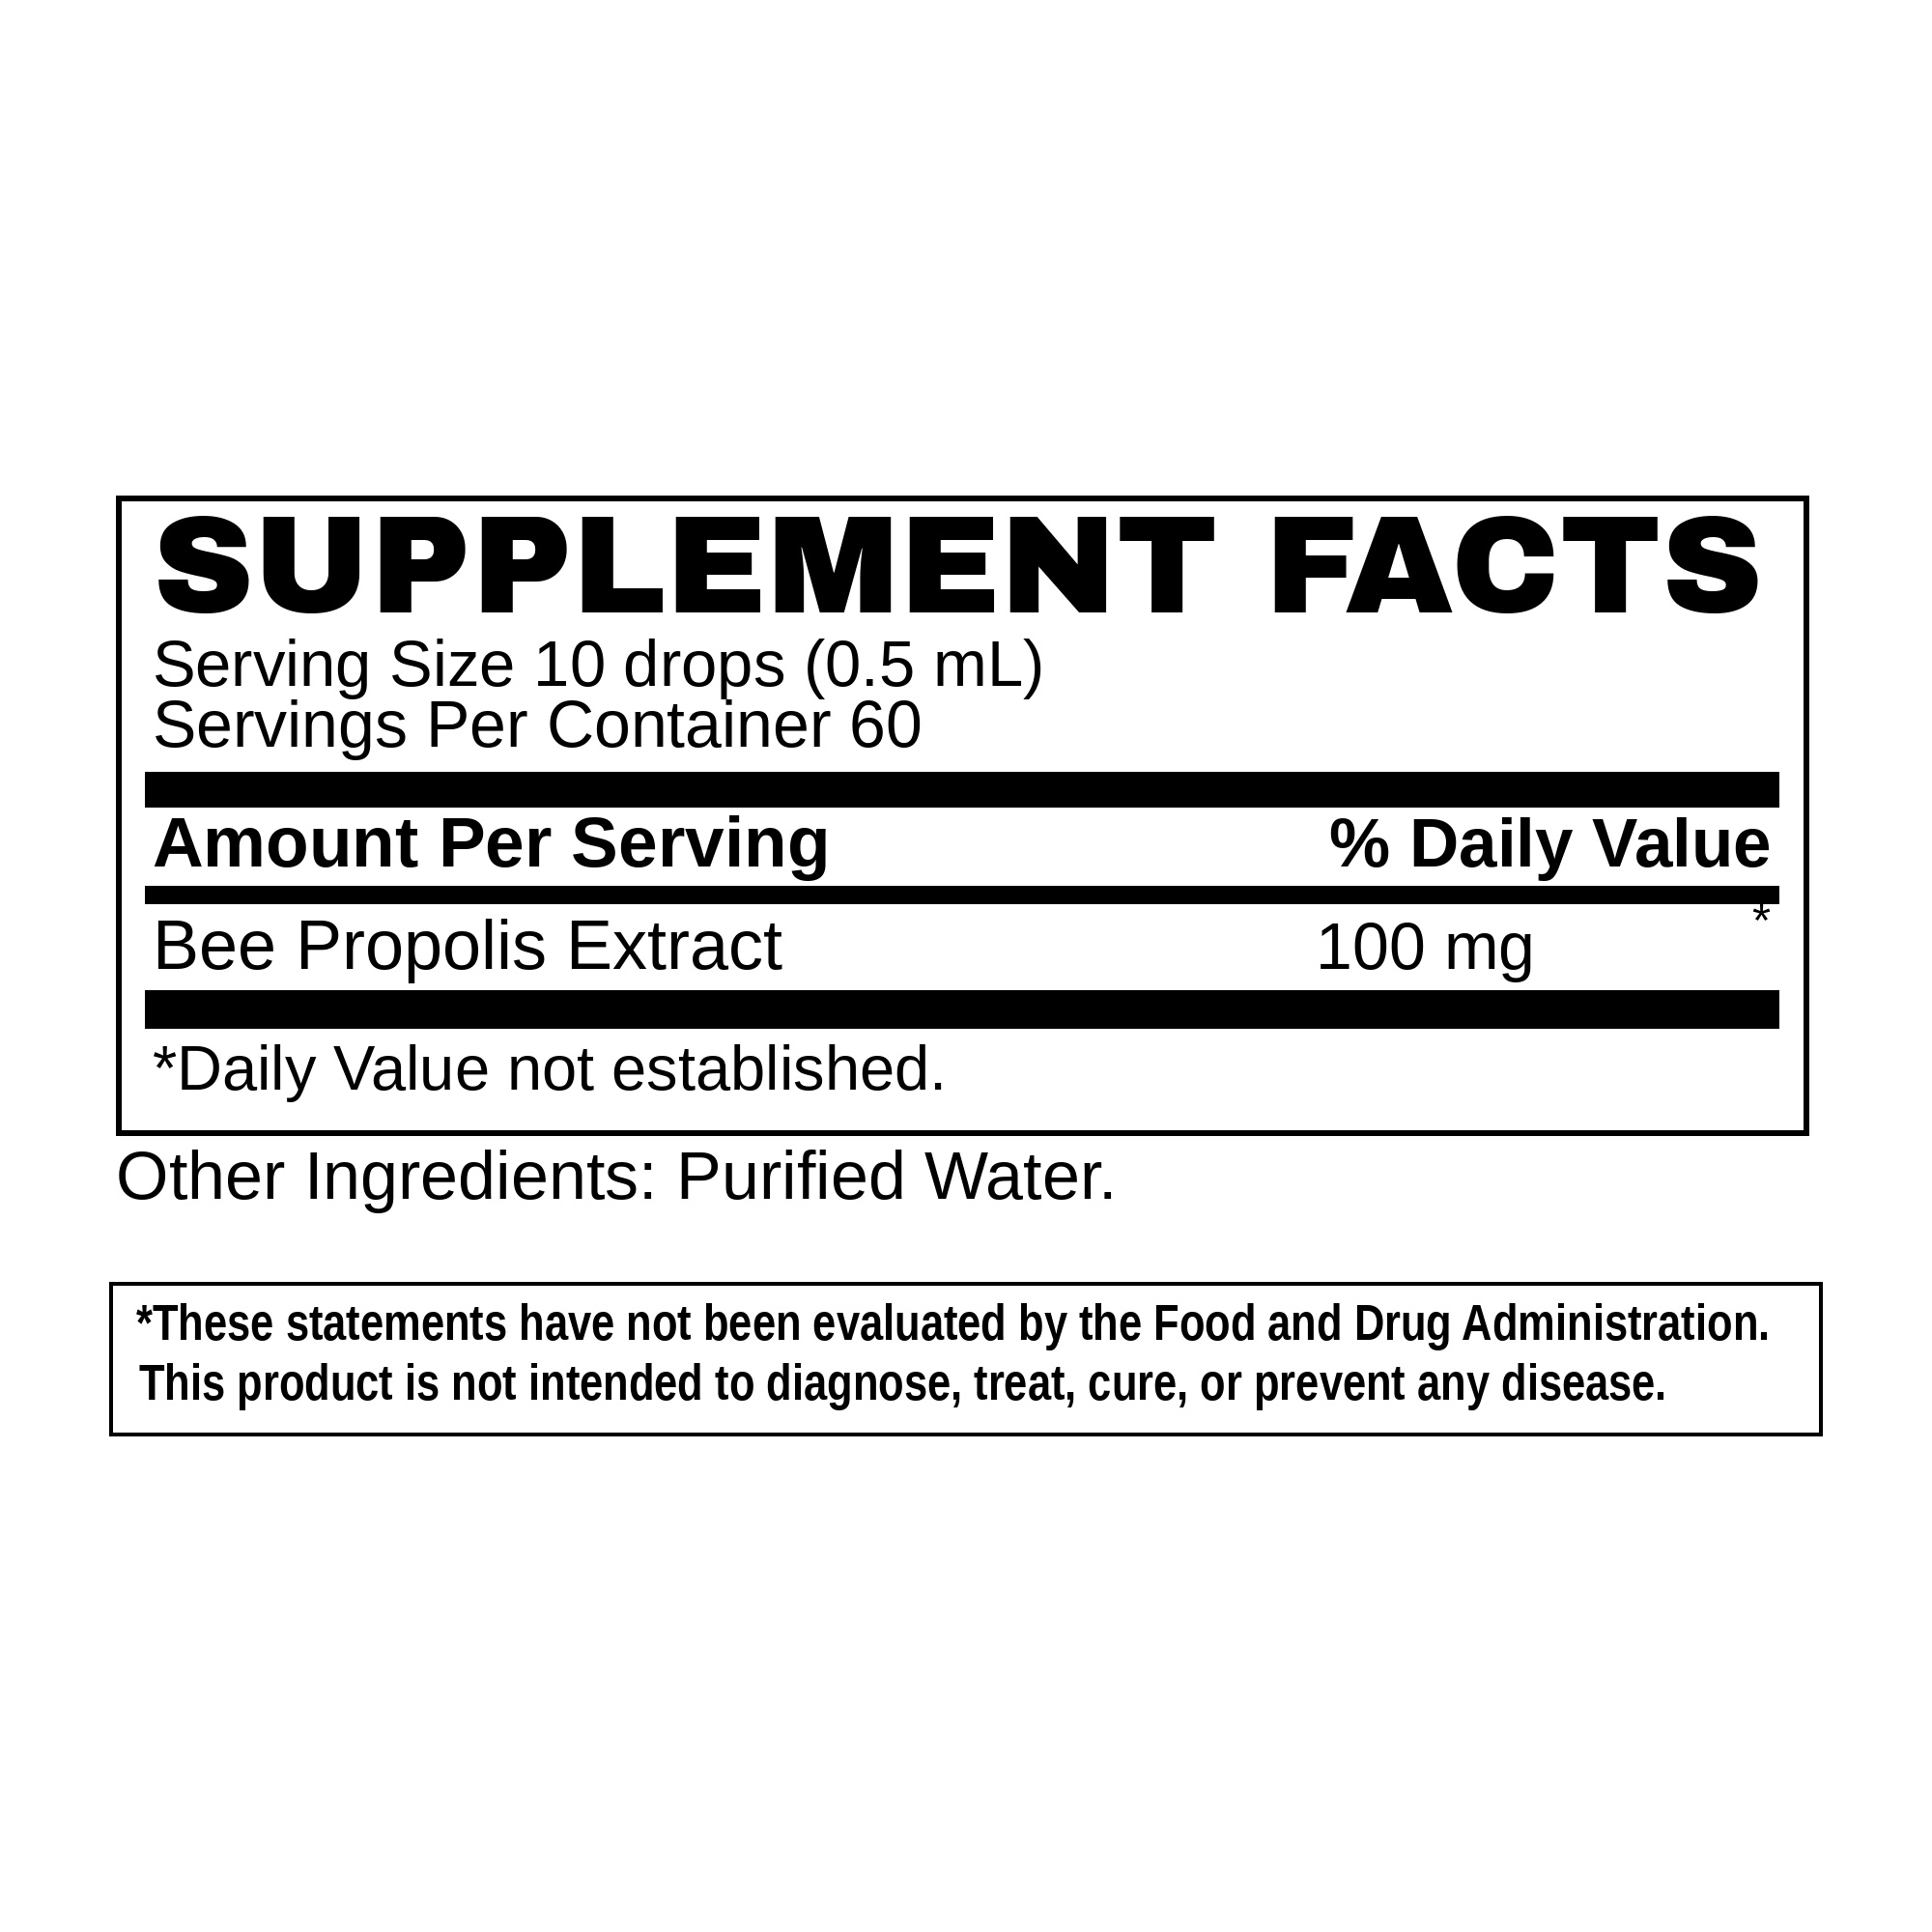 SUPPLEMENT FACTS
Serving Size 10 drops (0.5 mL)
Servings Per Container 60
Amount Per Serving % Daily Value
Bee Propolis Extract 100 mg *
*Daily Value not established.
Other Ingredients: Purified Water.
*These statements have not been evaluated by the Food and Drug Administration.
This product is not intended to diagnose, treat, cure, or prevent any disease.